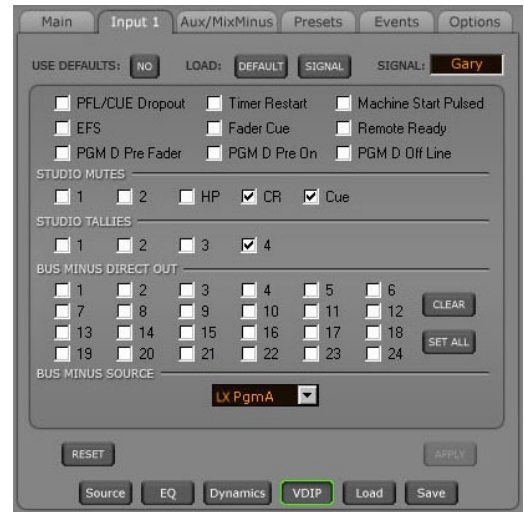 Main Input 1 Aux/MixMinus Presets Events Options
USE DEFAULTS: NO LOAD: DEFAULT SIGNAL SIGNAL: Gary
PFL/CUE Dropout Timer Restart Machine Start Pulsed
EFS Fader Cue Remote Ready
PGM D Pre Fader PGM D Pre On PGM D Off Line
STUDIO MUTES
1 2 HP CR Cue
STUDIO TALLIES
1 2 3 4
BUS MINUS DIRECT OUT
1 2 3 4 5 6
7 8 9 10 11 12 CLEAR
13 14 15 16 17 18
19 20 21 22 23 24 SET ALL
BUS MINUS SOURCE
LX PgmA
RESET APPLY
Source EQ Dynamics VDIP Load Save